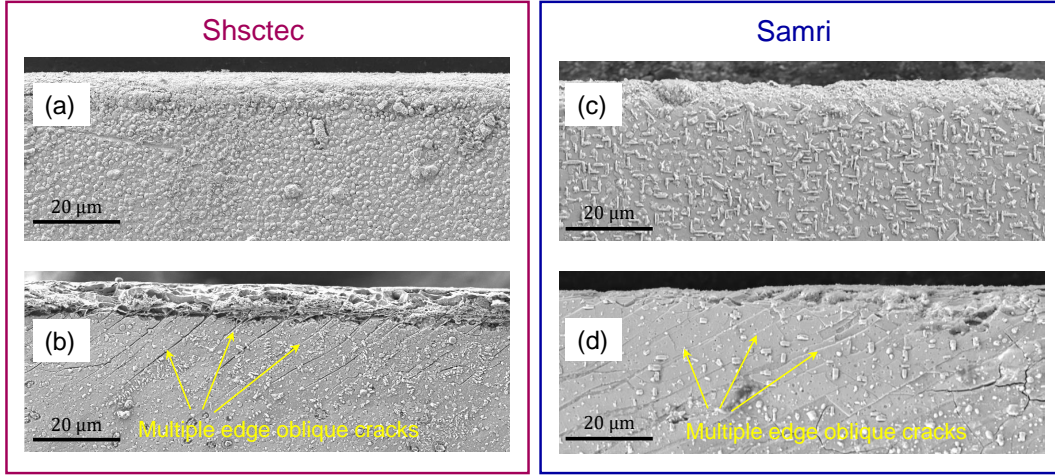 Shsctec
(a)
20 μm
(b)
20 μm
Multiple edge oblique cracks
Samri
(c)
20 μm
(d)
20 μm
Multiple edge oblique cracks